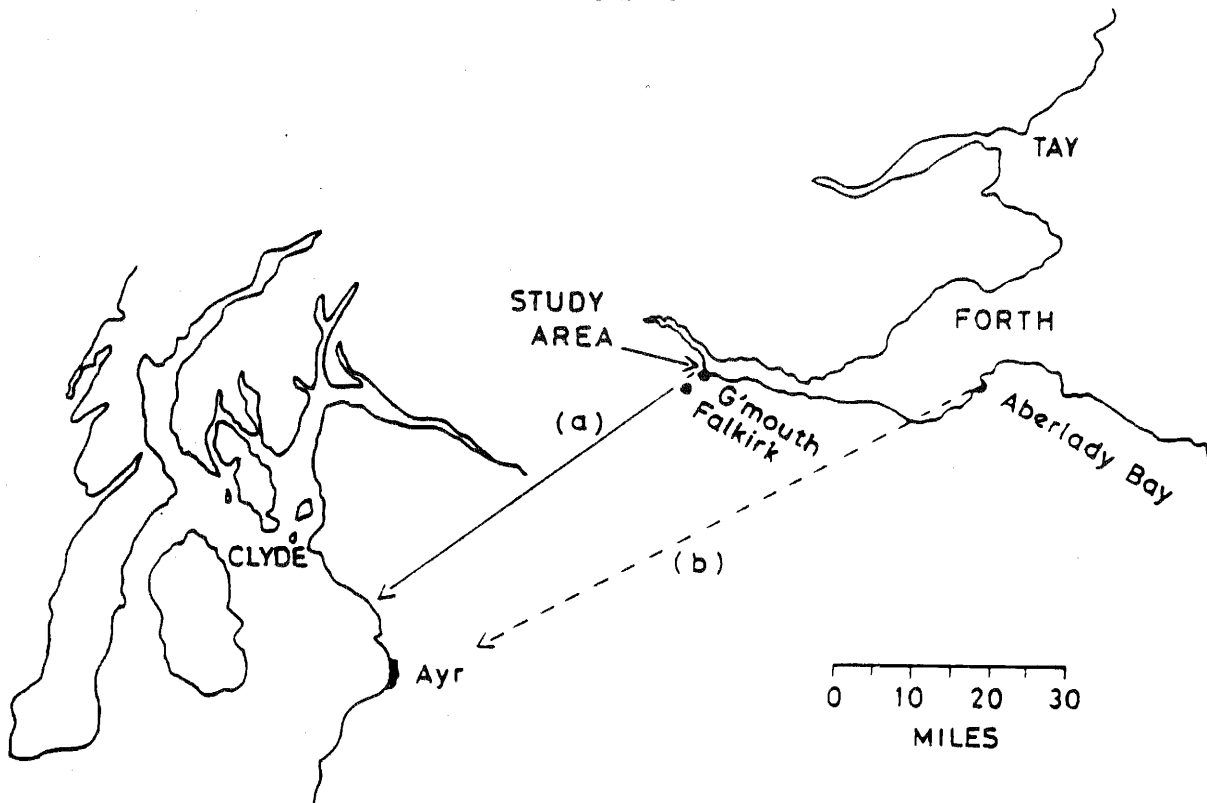 TAY
STUDY
AREA
FORTH
G'mouth
Falkirk
Aberlady Bay
(a)
(b)
CLYDE
Ayr
0 10 20 30
MILES